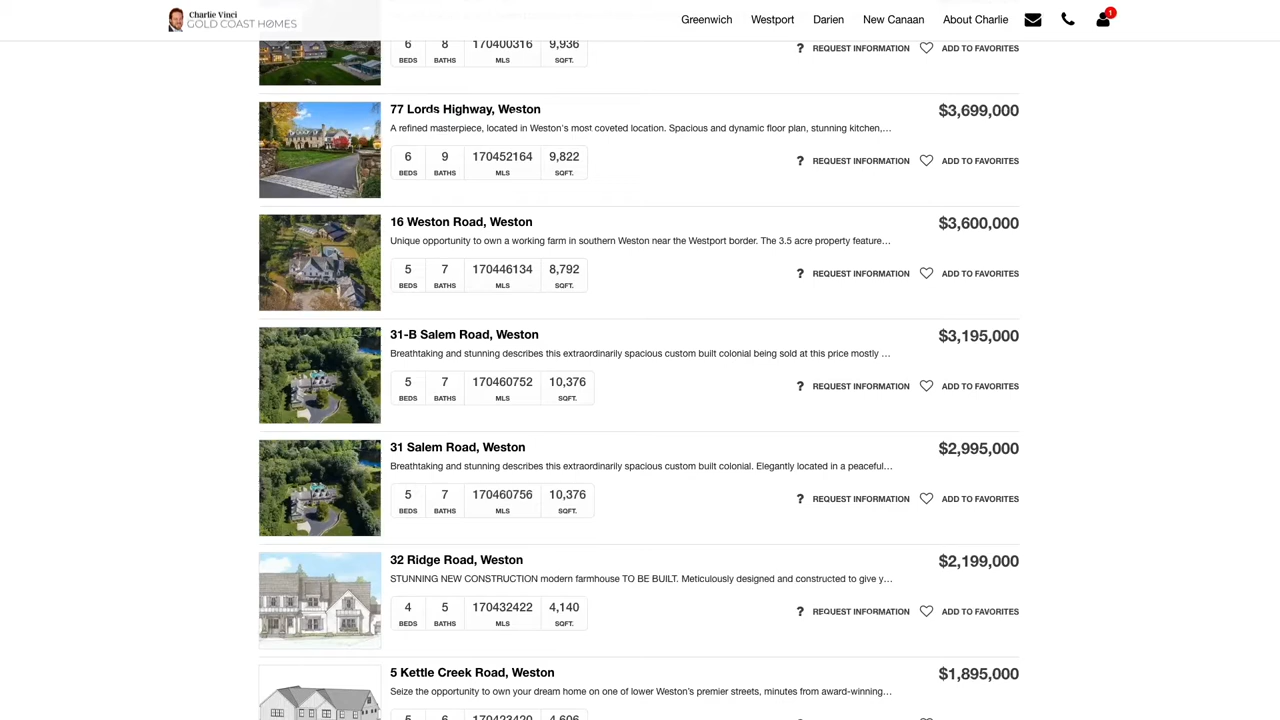 Charlie Vinci
GOLD COAST HOMES
Greenwich
Westport
Darien
New Canaan
About Charlie
1
6
8
170400316
9,936
BEDS
BATHS
MLS
SQFT.
? REQUEST INFORMATION
ADD TO FAVORITES
77 Lords Highway, Weston
$3,699,000
A refined masterpiece, located in Weston's most coveted location. Spacious and dynamic floor plan, stunning kitchen,…
6
9
170452164
9,822
BEDS
BATHS
MLS
SQFT.
? REQUEST INFORMATION
ADD TO FAVORITES
16 Weston Road, Weston
$3,600,000
Unique opportunity to own a working farm in southern Weston near the Westport border. The 3.5 acre property feature…
5
7
170446134
8,792
BEDS
BATHS
MLS
SQFT.
? REQUEST INFORMATION
ADD TO FAVORITES
31-B Salem Road, Weston
$3,195,000
Breathtaking and stunning describes this extraordinarily spacious custom built colonial being sold at this price mostly …
5
7
170460752
10,376
BEDS
BATHS
MLS
SQFT.
? REQUEST INFORMATION
ADD TO FAVORITES
31 Salem Road, Weston
$2,995,000
Breathtaking and stunning describes this extraordinarily spacious custom built colonial. Elegantly located in a peaceful…
5
7
170460756
10,376
BEDS
BATHS
MLS
SQFT.
? REQUEST INFORMATION
ADD TO FAVORITES
32 Ridge Road, Weston
$2,199,000
STUNNING NEW CONSTRUCTION modern farmhouse TO BE BUILT. Meticulously designed and constructed to give y…
4
5
170432422
4,140
BEDS
BATHS
MLS
SQFT.
? REQUEST INFORMATION
ADD TO FAVORITES
5 Kettle Creek Road, Weston
$1,895,000
Seize the opportunity to own your dream home on one of lower Weston's premier streets, minutes from award-winning…
5
6
170423420
4,606